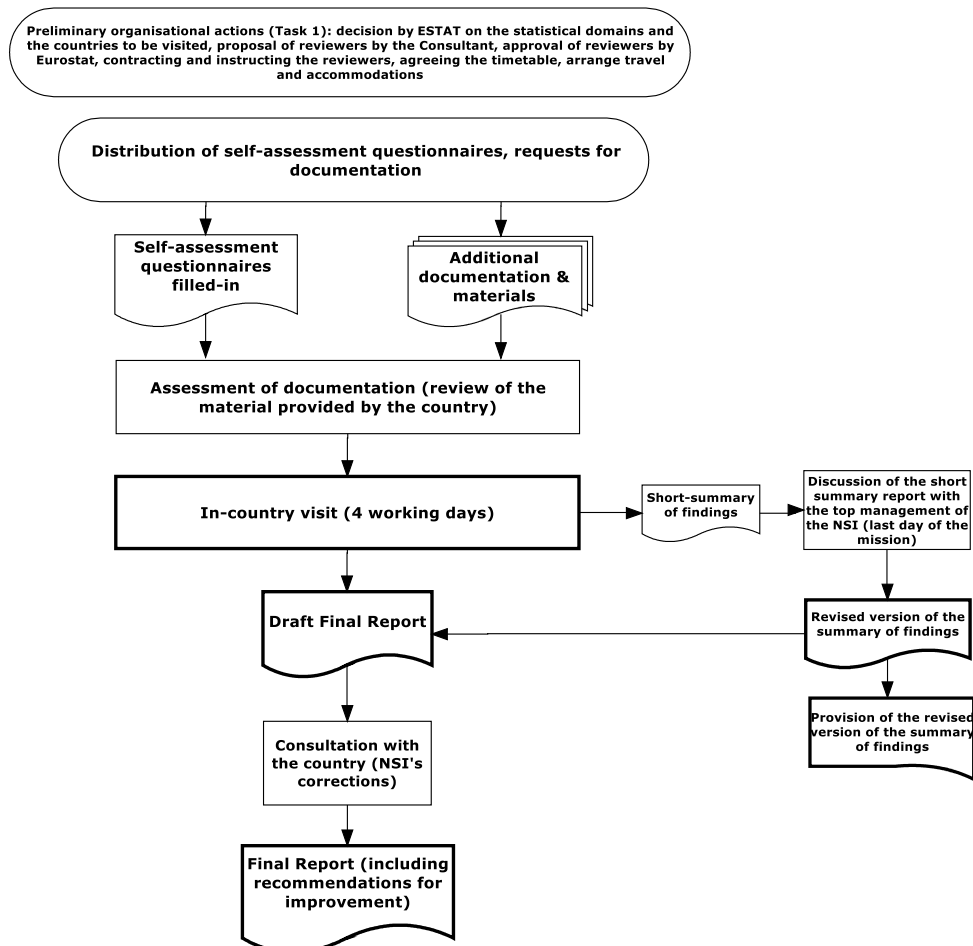 Preliminary organisational actions (Task 1): decision by ESTAT on the statistical domains and
the countries to be visited, proposal of reviewers by the Consultant, approval of reviewers by
Eurostat, contracting and instructing the reviewers, agreeing the timetable, arrange travel
and accommodations
Distribution of self-assessment questionnaires, requests for
documentation
Self-assessment
questionnaires
filled-in
Additional
documentation &
materials
Assessment of documentation (review of the
material provided by the country)
In-country visit (4 working days)
Short-summary
of findings
Discussion of the short
summary report with
the top management of
the NSI (last day of the
mission)
Draft Final Report
Revised version of the
summary of findings
Provision of the revised
version of the summary
of findings
Consultation with
the country (NSI's
corrections)
Final Report (including
recommendations for
improvement)